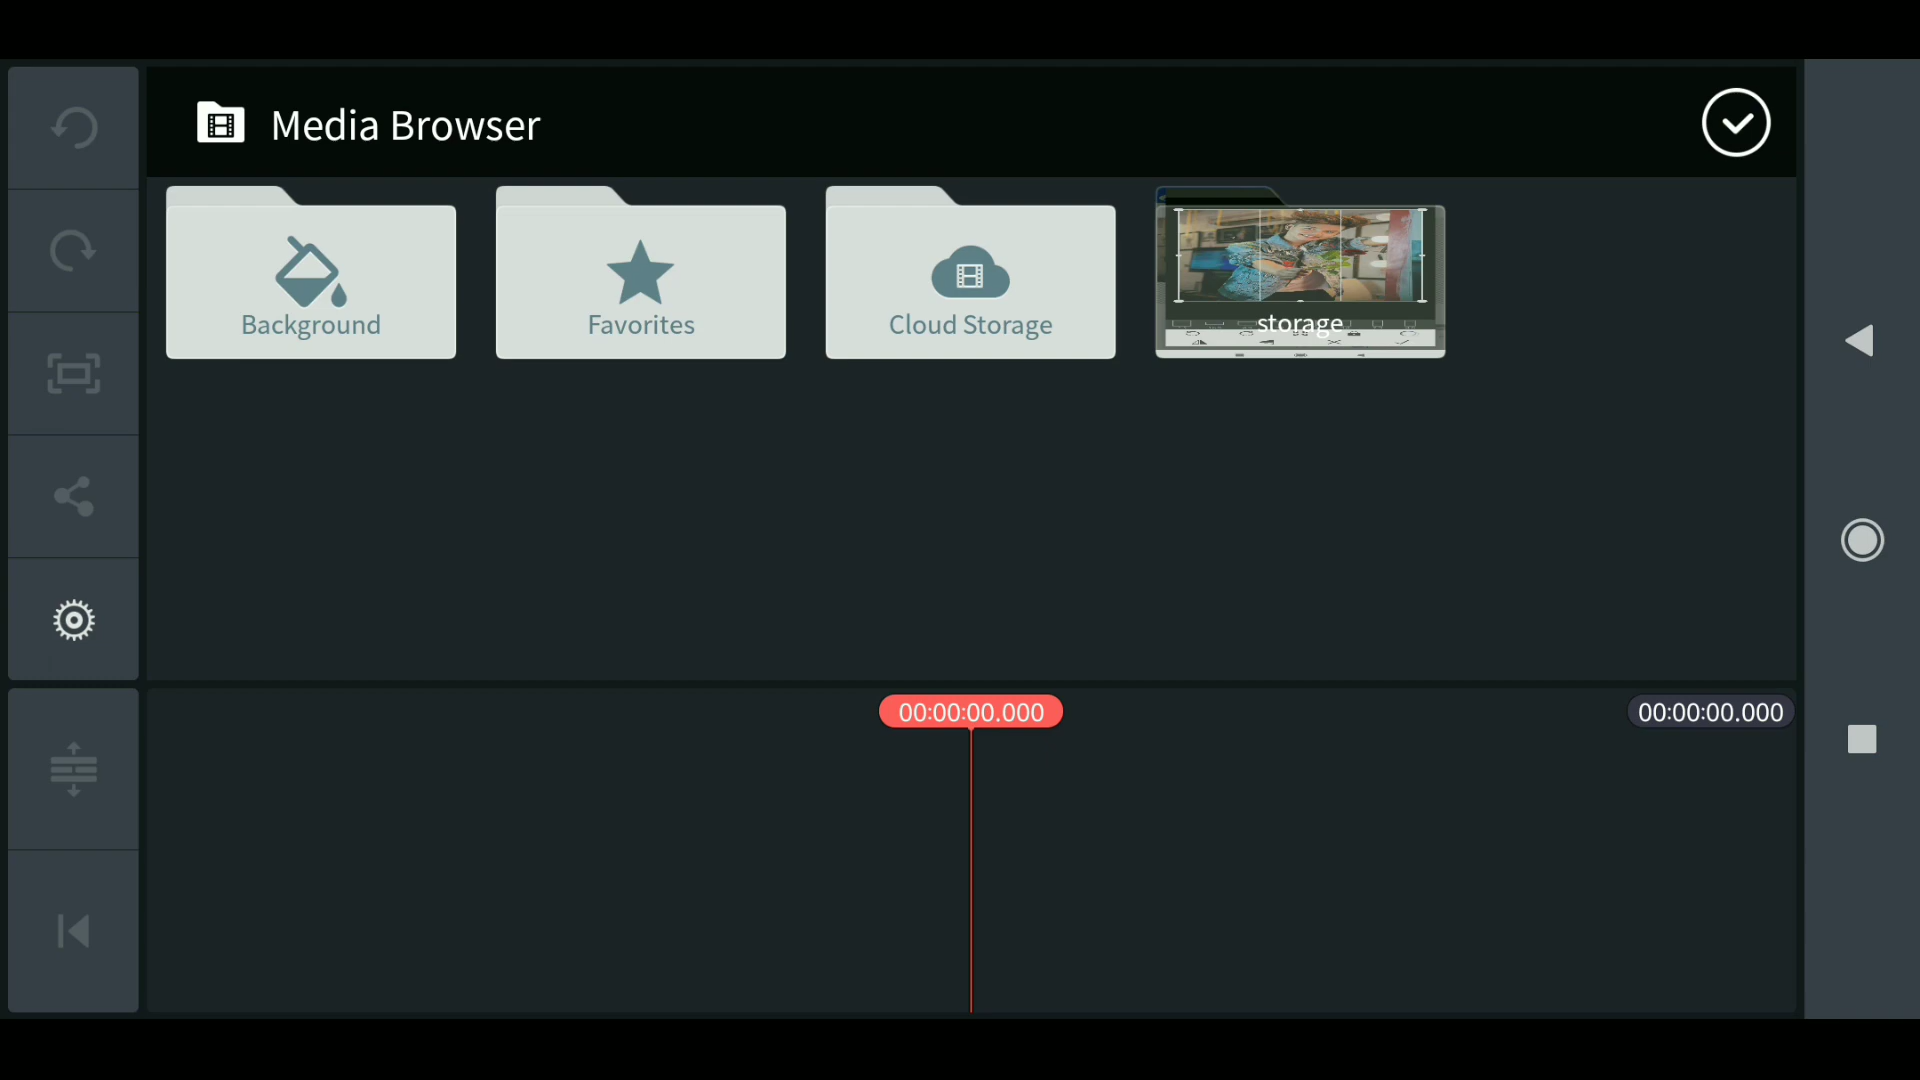 Media Browser
Background
Favorites
Cloud Storage
storage
00:00:00.000
00:00:00.000